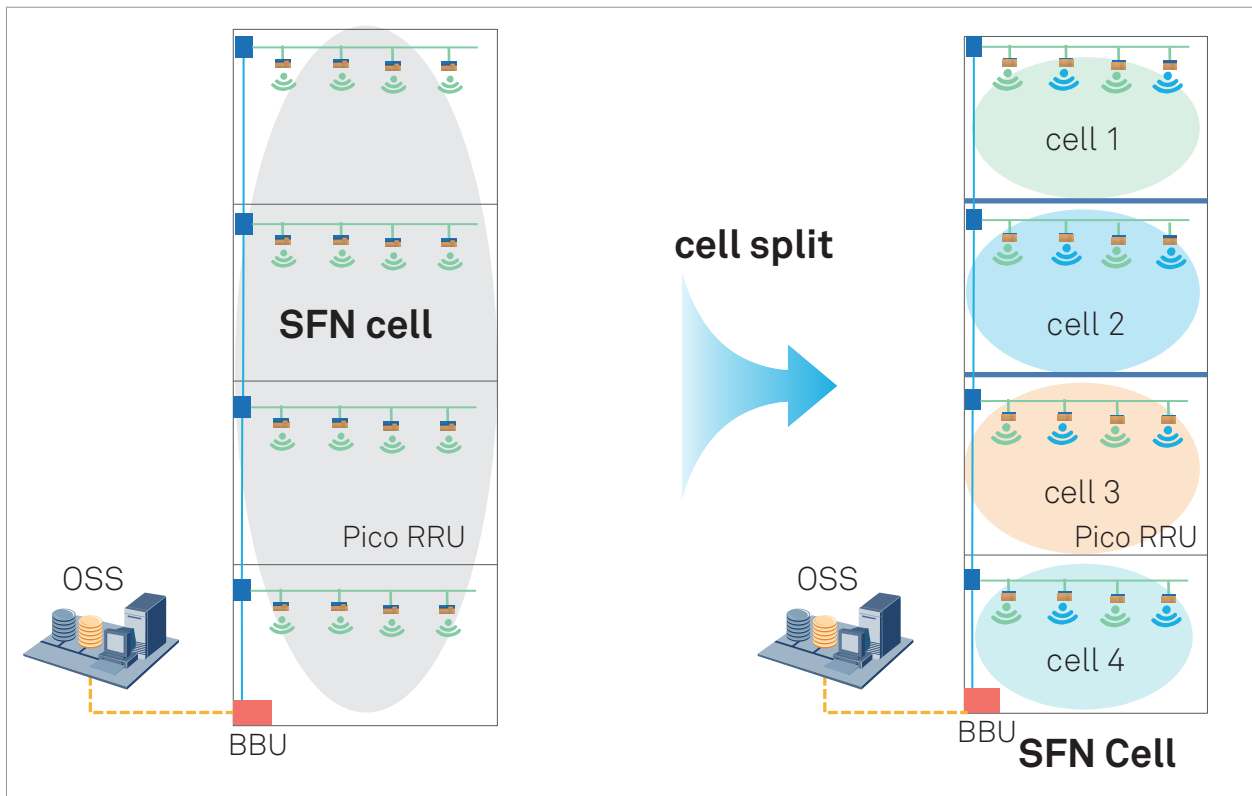 SFN cell
Pico RRU
OSS
BBU
cell split
cell 1
cell 2
cell 3
Pico RRU
OSS
cell 4
BBU
SFN Cell